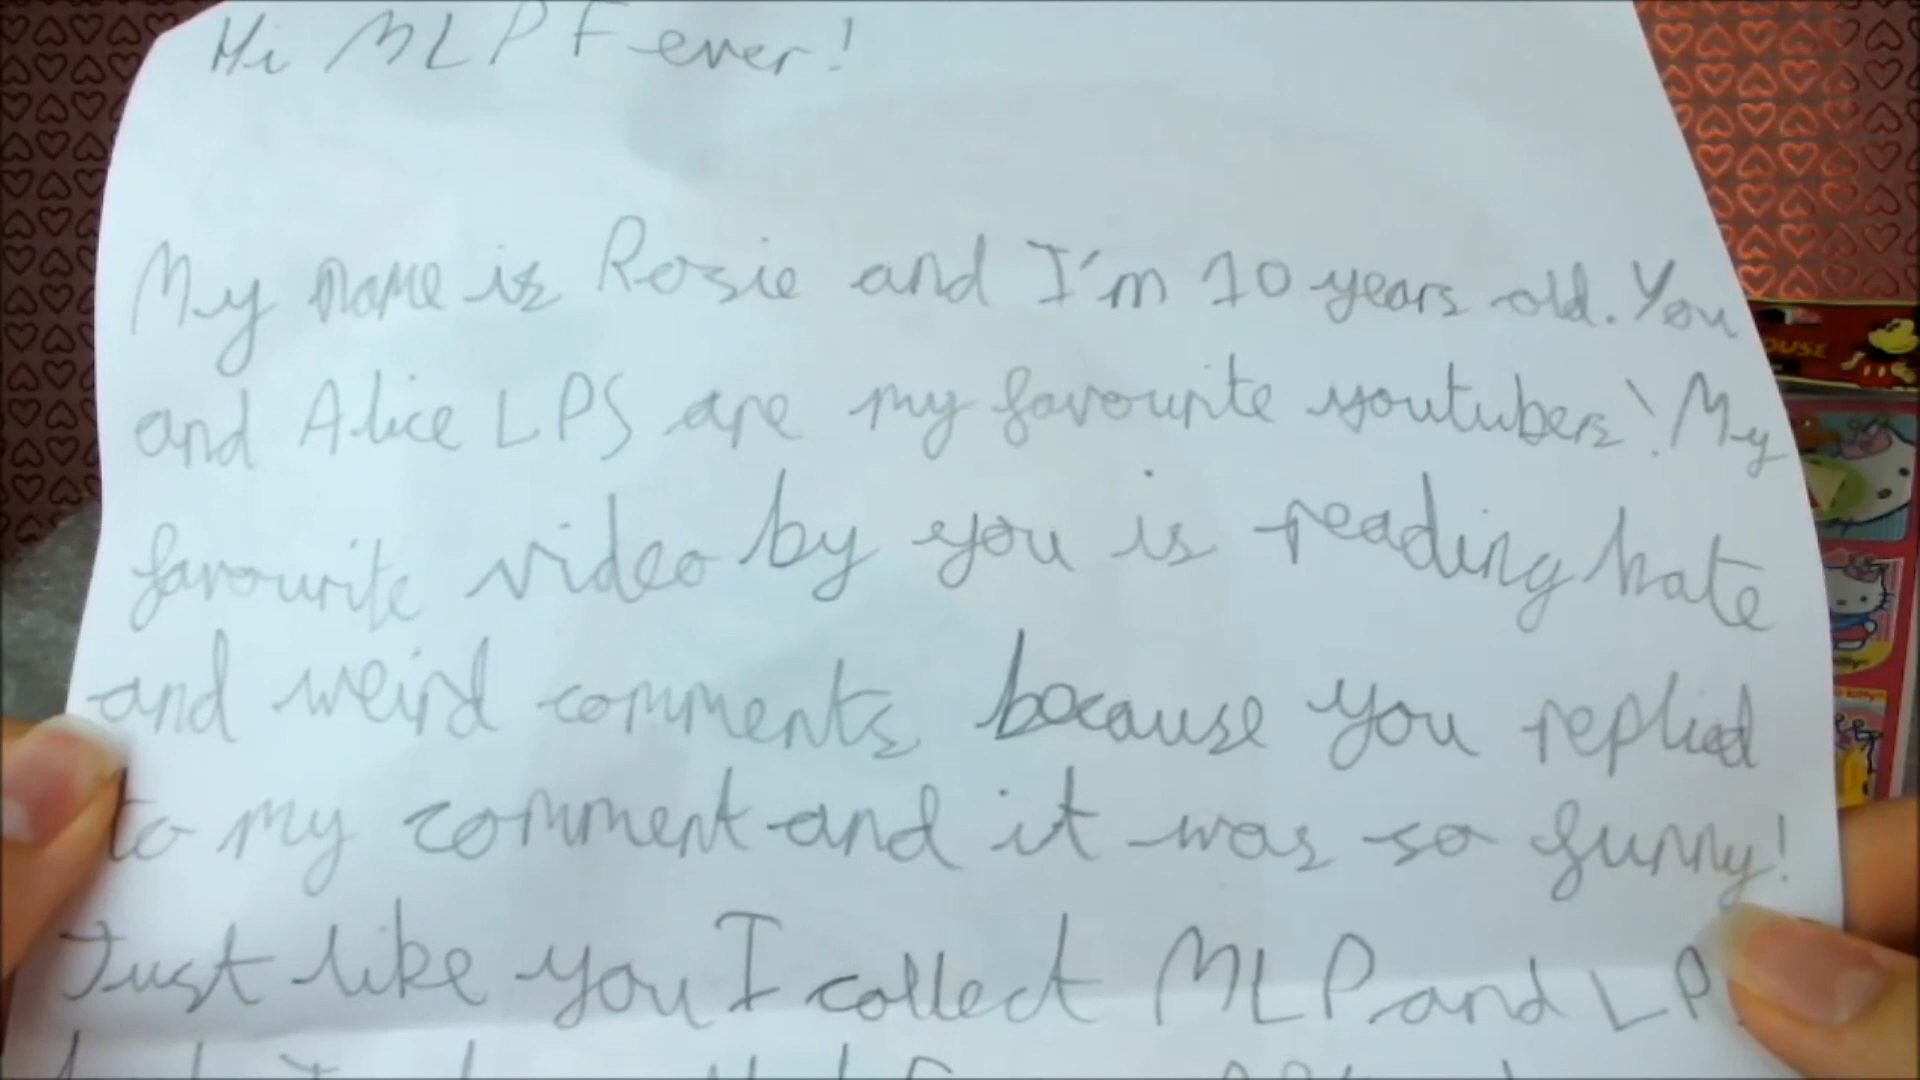 Hi MLP Fever!
My name is Rosie and I'm 10 years old. You
and Alice LPS are my favourite youtubers! My
favourite video by you is reading hate
and weird comments because you replied
to my comment and it was so funny!
Just like you I collect MLP and LP
OUSE